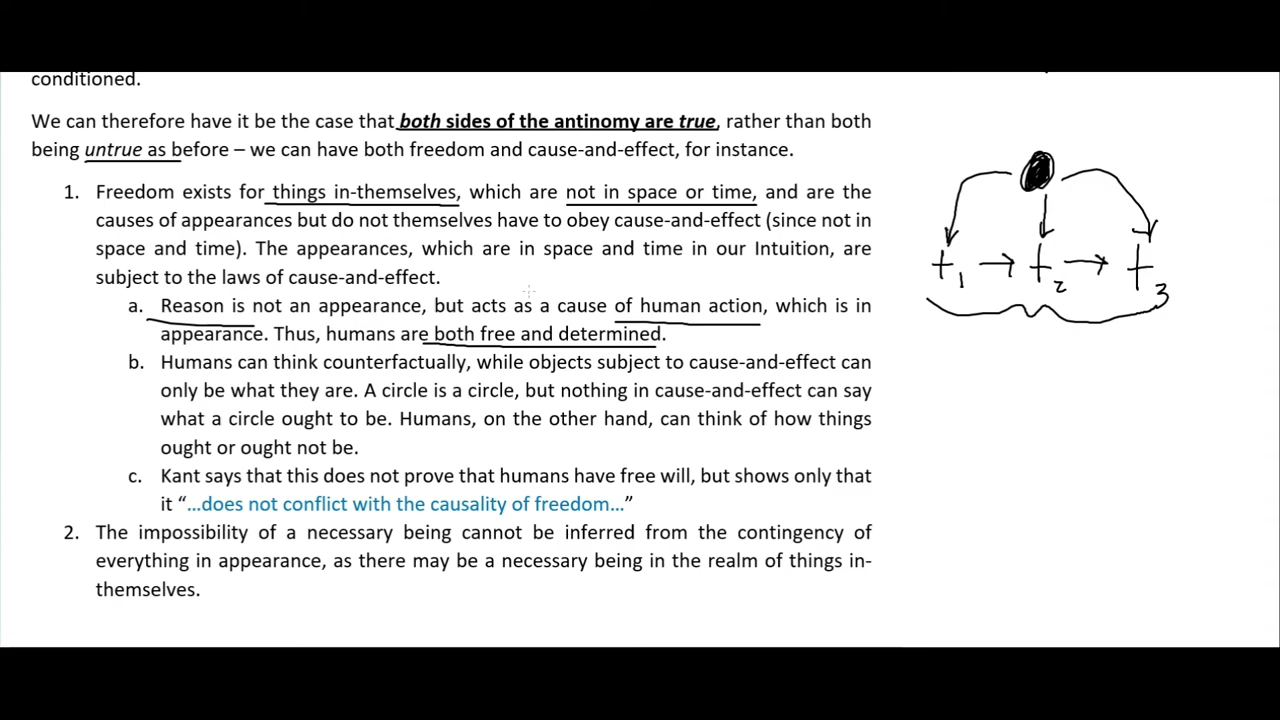 conditioned.
We can therefore have it be the case that both sides of the antinomy are true, rather than both
being untrue as before – we can have both freedom and cause-and-effect, for instance.
1. Freedom exists for things in-themselves, which are not in space or time, and are the
causes of appearances but do not themselves have to obey cause-and-effect (since not in
space and time). The appearances, which are in space and time in our Intuition, are
subject to the laws of cause-and-effect.
a. Reason is not an appearance, but acts as a cause of human action, which is in
appearance. Thus, humans are both free and determined.
b. Humans can think counterfactually, while objects subject to cause-and-effect can
only be what they are. A circle is a circle, but nothing in cause-and-effect can say
what a circle ought to be. Humans, on the other hand, can think of how things
ought or ought not be.
c. Kant says that this does not prove that humans have free will, but shows only that
it “…does not conflict with the causality of freedom…”
2. The impossibility of a necessary being cannot be inferred from the contingency of
everything in appearance, as there may be a necessary being in the realm of things in-
themselves.
t1 → t2 → t3